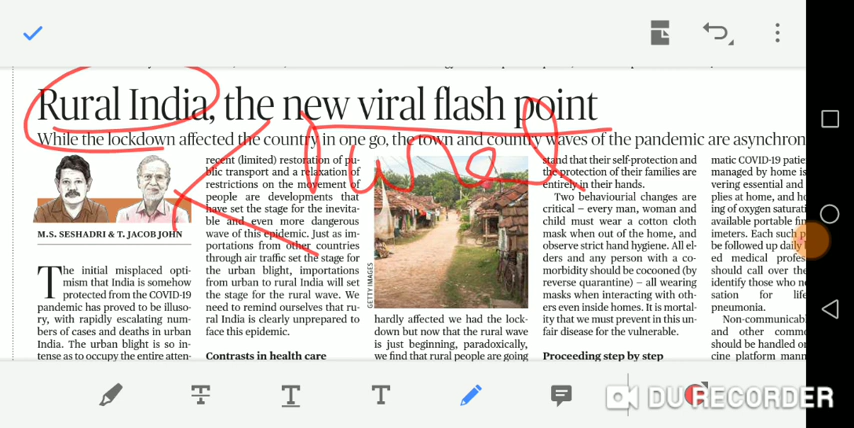 Rural India, the new viral flash point
While the lockdown affected the country in one go, the town and country waves of the pandemic are asynchron
M.S. SESHADRI & T. JACOB JOHN
The initial misplaced opti-
mism that India is somehow
protected from the COVID-19
pandemic has proved to be illuso-
ry, with rapidly escalating num-
bers of cases and deaths in urban
India. The urban blight is so in-
tense as to occupy the entire atten-
recent (limited) restoration of pu-
blic transport and a relaxation of
restrictions on the movement of
people are developments that
have set the stage for the inevita-
ble and even more dangerous
wave of this epidemic. Just as im-
portations from other countries
through air traffic set the stage for
the urban blight, importations
from urban to rural India will set
the stage for the rural wave. We
need to remind ourselves that ru-
ral India is clearly unprepared to
face this epidemic.
Contrasts in health care
Rural
GETTY IMAGES
hardly affected we had the lock-
down but now that the rural wave
is just beginning, paradoxically,
we find that rural people are going
stand that their self-protection and
the protection of their families are
entirely in their hands.
Two behavioural changes are
critical – every man, woman and
child must wear a cotton cloth
mask when out of the home, and
observe strict hand hygiene. All el-
ders and any person with a co-
morbidity should be cocooned (by
reverse quarantine) – all wearing
masks when interacting with oth-
ers even inside homes. It is mortal-
ity that we must prevent in this un-
fair disease for the vulnerable.
Proceeding step by step
matic COVID-19 patie
managed by home is
vering essential and
plies at home, and ho
ing of oxygen saturati
available portable fin
imeters. Each such p
be followed up daily b
ed medical profes
should call over the
identify those who ne
sation for life
pneumonia.
Non-communicab
and other comm
should be handled or
cine platform mann
T
T
T
DU RECORDER